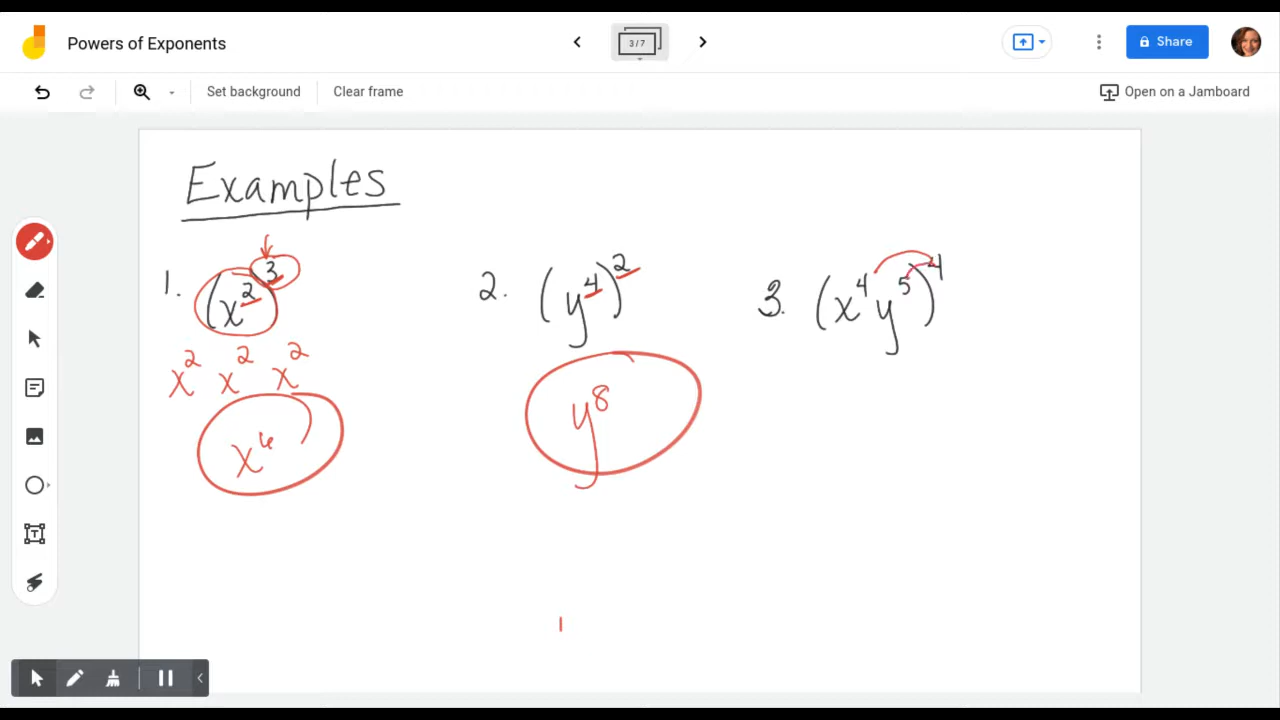 Powers of Exponents
3/7
Share
Set background
Clear frame
Open on a Jamboard
Examples
1. (x²)³
x² x² x²
x⁶
2. (y⁴)²
y⁸
3. (x⁴y⁵)⁴